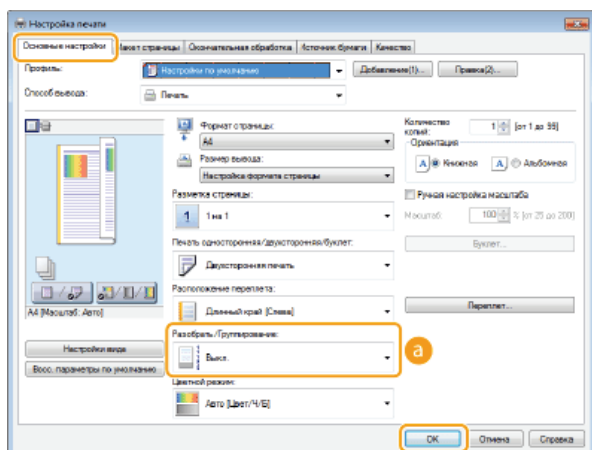 Настройка печати
Основные настройки Макет страницы Окончательная обработка Источник бумаги Качество
Профиль: Настройки по умолчанию Добавление(1)... Правка(2)...
Способ вывода: Печать
Формат страницы:
A4
Размер вывода:
Настройка формата страницы
Разметка страницы:
1 1 на 1
Печать односторонняя/двухсторонняя/буклет:
Двухсторонняя печать
Расположение переплета:
Длинный край [Слева]
Разобрать/Группирование:
Выкл.
a
Цветной режим:
Авто [Цвет/Ч/Б]
Количество копий: 1 [от 1 до 99]
Ориентация
A Книжная A Альбомная
Ручная настройка масштаба
Масштаб: 100 % [от 25 до 200]
Буклет...
Переплет...
A4 [Масштаб: Авто]
Настройки вида
Восс. параметры по умолчанию
OK Отмена Справка